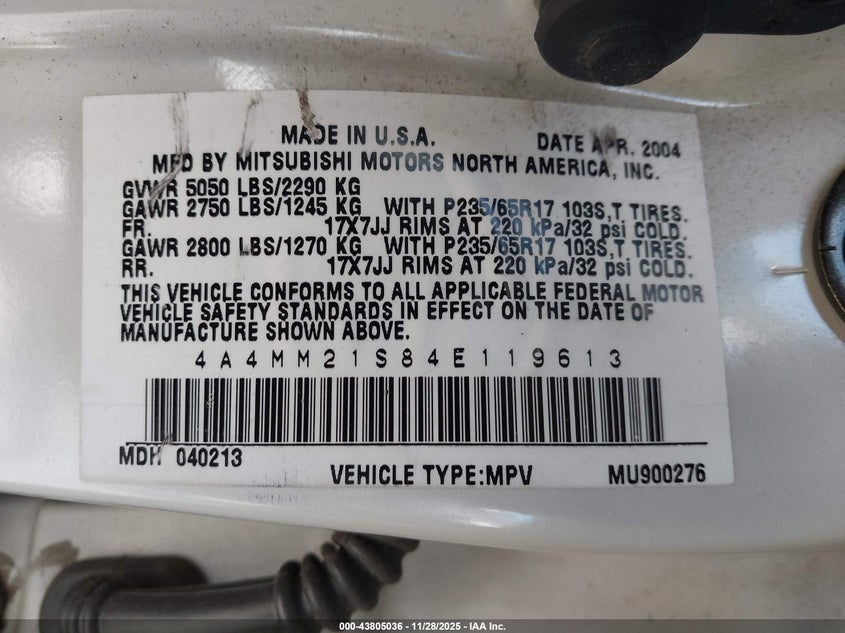 MADE IN U.S.A. DATE APR. 2004
MFD BY MITSUBISHI MOTORS NORTH AMERICA, INC.
GVWR 5050 LBS/2290 KG
GAWR 2750 LBS/1245 KG WITH P235/65R17 103S,T TIRES.
FR. 17X7JJ RIMS AT 220 kPa/32 psi COLD.
GAWR 2800 LBS/1270 KG WITH P235/65R17 103S,T TIRES.
RR. 17X7JJ RIMS AT 220 kPa/32 psi COLD.
THIS VEHICLE CONFORMS TO ALL APPLICABLE FEDERAL MOTOR
VEHICLE SAFETY STANDARDS IN EFFECT ON THE DATE OF
MANUFACTURE SHOWN ABOVE.
4A4MM21S84E119613
MDH 040213
VEHICLE TYPE:MPV MU900276
000-43805036 - 11/28/2025 - IAA Inc.